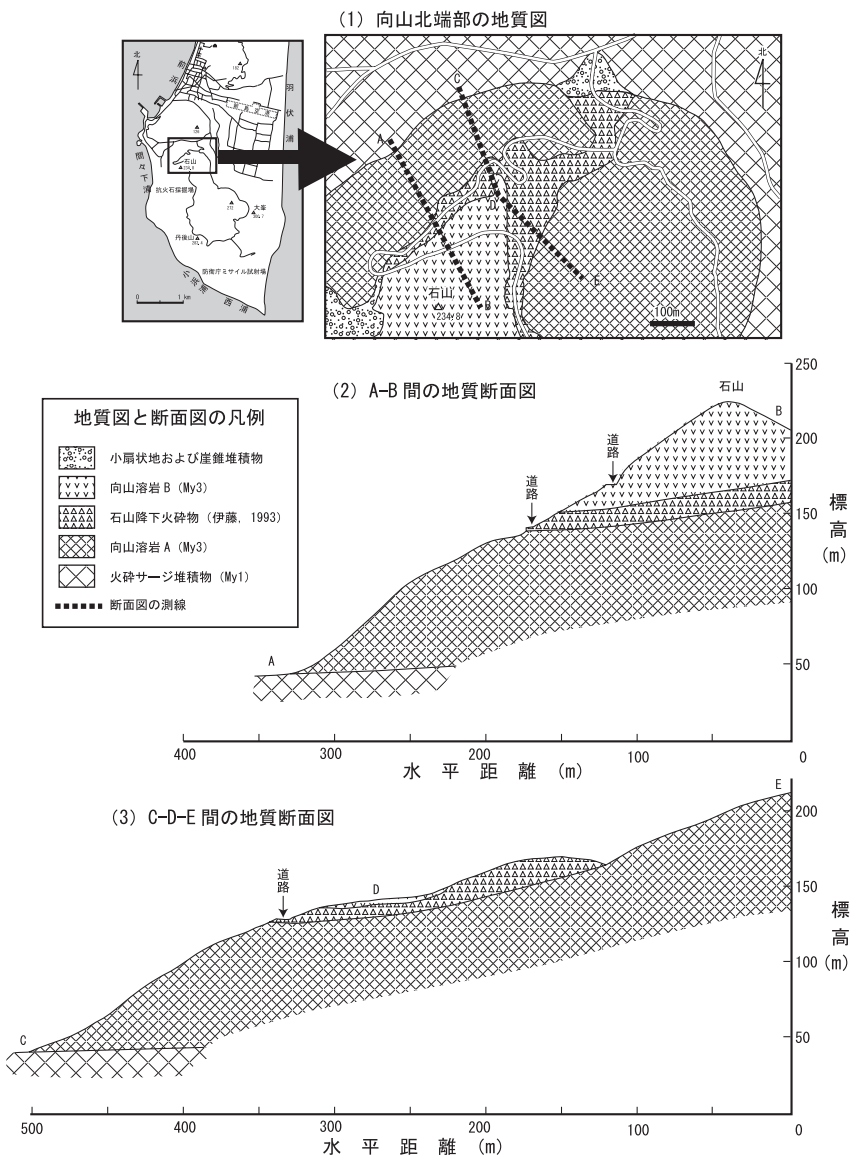 (1) 向山北端部の地質図
北
前
浜
羽
伏
浦
間
々
下
浦
石山
抗火石採掘場
大峯
丹後山
防衛庁ミサイル試射場
小
浜
西
浦
0
1 km
北
A
C
D
B
E
石山
234.8
100m
(2) A-B 間の地質断面図
石山
B
道路
道路
A
250
200
150
100
50
標高
(m)
400
300
200
100
0
水 平 距 離 (m)
地質図と断面図の凡例
小扇状地および崖錐堆積物
向山溶岩 B (My3)
石山降下火砕物 (伊藤, 1993)
向山溶岩 A (My3)
火砕サージ堆積物 (My1)
断面図の測線
(3) C-D-E 間の地質断面図
E
道路
D
C
200
150
100
50
標高
(m)
500
400
300
200
100
0
水 平 距 離 (m)